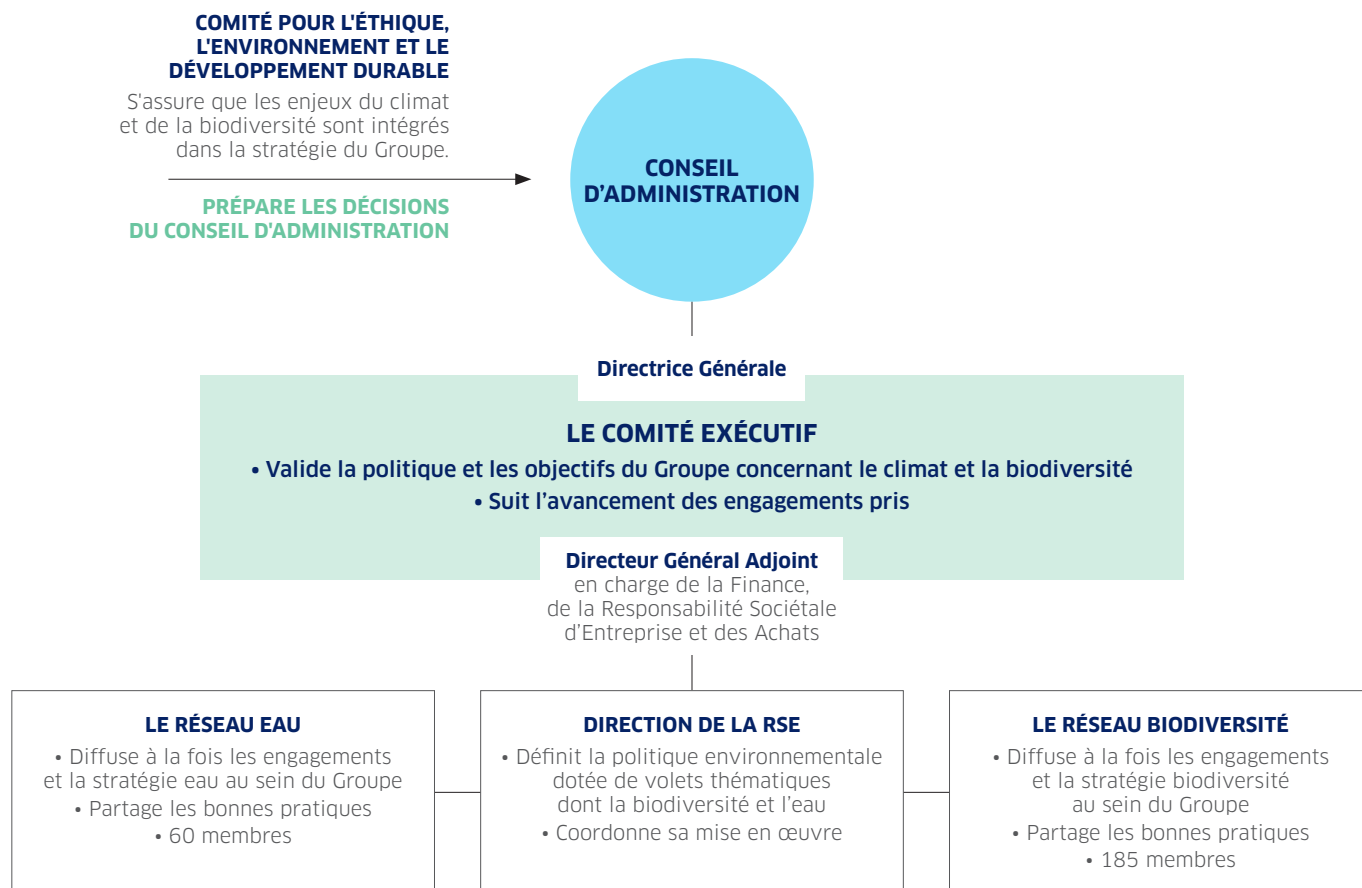 COMITÉ POUR L'ÉTHIQUE,
L'ENVIRONNEMENT ET LE
DÉVELOPPEMENT DURABLE
S'assure que les enjeux du climat
et de la biodiversité sont intégrés
dans la stratégie du Groupe.
PRÉPARE LES DÉCISIONS
DU CONSEIL D'ADMINISTRATION
CONSEIL
D'ADMINISTRATION
Directrice Générale
LE COMITÉ EXÉCUTIF
• Valide la politique et les objectifs du Groupe concernant le climat et la biodiversité
• Suit l'avancement des engagements pris
Directeur Général Adjoint
en charge de la Finance,
de la Responsabilité Sociétale
d'Entreprise et des Achats
LE RÉSEAU EAU
• Diffuse à la fois les engagements
et la stratégie eau au sein du Groupe
• Partage les bonnes pratiques
• 60 membres
DIRECTION DE LA RSE
• Définit la politique environnementale
dotée de volets thématiques
dont la biodiversité et l'eau
• Coordonne sa mise en œuvre
LE RÉSEAU BIODIVERSITÉ
• Diffuse à la fois les engagements
et la stratégie biodiversité
au sein du Groupe
• Partage les bonnes pratiques
• 185 membres